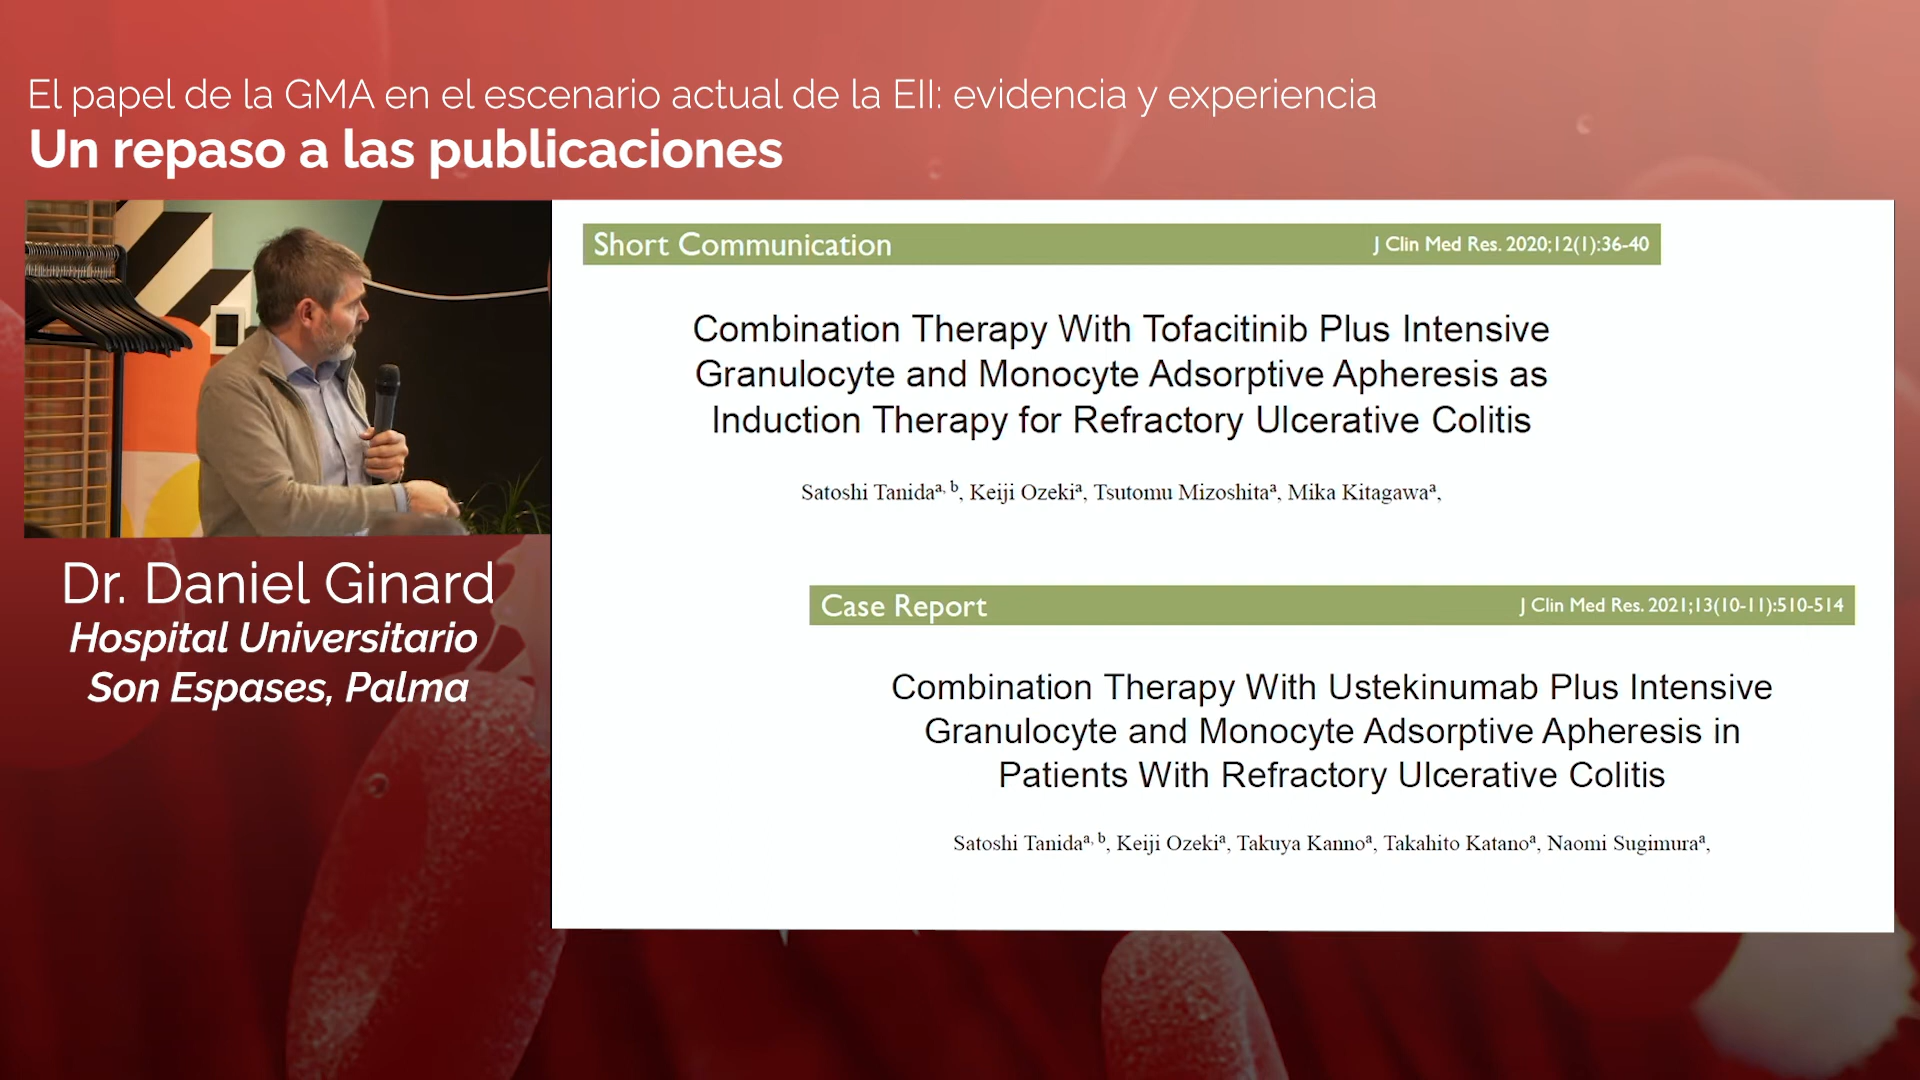 El papel de la GMA en el escenario actual de la EII: evidencia y experiencia
Un repaso a las publicaciones
Short Communication
J Clin Med Res. 2020;12(1):36-40
Combination Therapy With Tofacitinib Plus Intensive
Granulocyte and Monocyte Adsorptive Apheresis as
Induction Therapy for Refractory Ulcerative Colitis
Satoshi Tanidaᵃ, ᵇ, Keiji Ozekiᵃ, Tsutomu Mizoshitaᵃ, Mika Kitagawaᵃ,
Case Report
J Clin Med Res. 2021;13(10-11):510-514
Combination Therapy With Ustekinumab Plus Intensive
Granulocyte and Monocyte Adsorptive Apheresis in
Patients With Refractory Ulcerative Colitis
Satoshi Tanidaᵃ, ᵇ, Keiji Ozekiᵃ, Takuya Kannoᵃ, Takahito Katanoᵃ, Naomi Sugimuraᵃ,
Dr. Daniel Ginard
Hospital Universitario
Son Espases, Palma